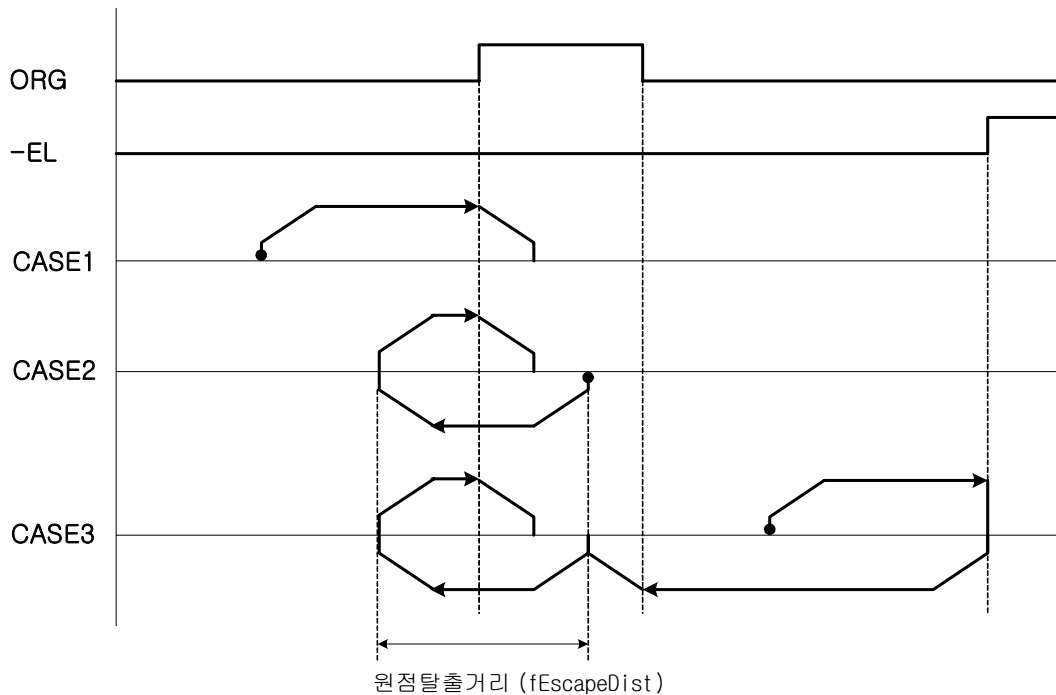 ORG
-EL
CASE1
CASE2
CASE3
원점탈출거리 (fEscapeDist)